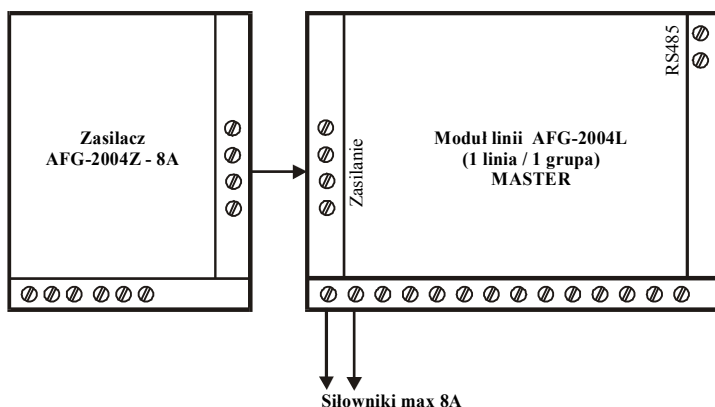 Zasilacz
AFG-2004Z - 8A
Zasilanie
Moduł linii AFG-2004L
(1 linia / 1 grupa)
MASTER
RS485
Siłowniki max 8A